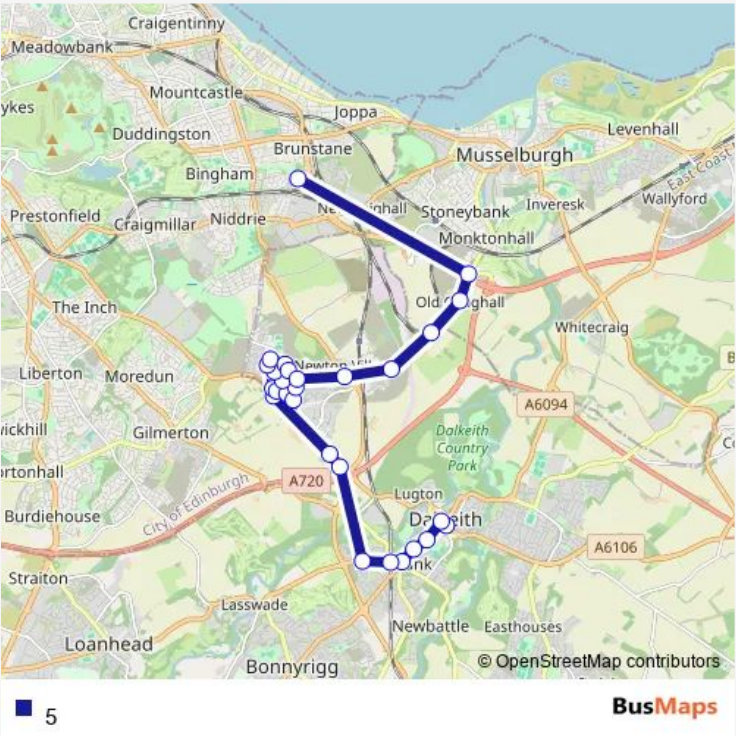 Craigentinny
Meadowbank
Mountcastle
Joppa
ykes
Duddingston
Levenhall
Brunstane
Musselburgh
East Coast
Bingham
Wallyford
Inveresk
Prestonfield
Stoneybank
Craigmillar
Niddrie
Monktonhall
The Inch
Whitecraig
Liberton
Moredun
A6094
Gilmerton
Dalkeith
Country
Park
ortonhall
A720
City of Edinburgh
Lugton
Burdiehouse
A6106
Straiton
Lasswade
Newbattle
Easthouses
Loanhead
Bonnyrigg
© OpenStreetMap contributors
5
BusMaps